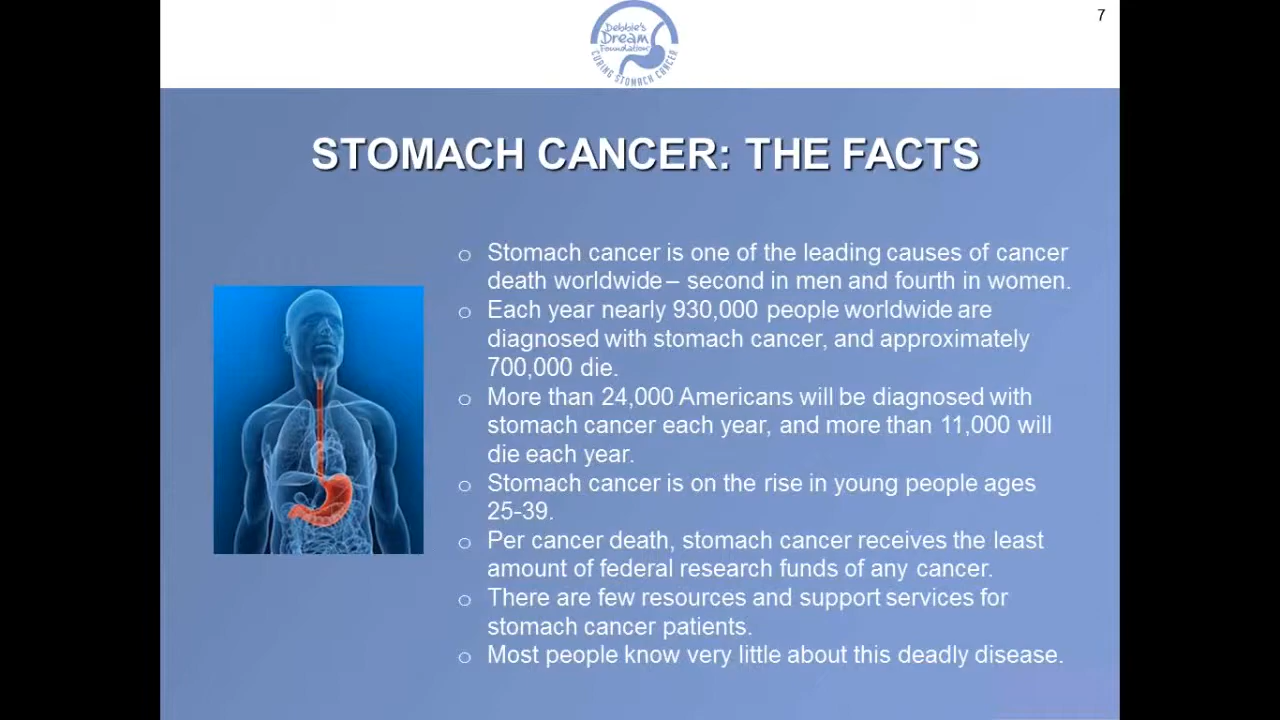 7
Debbie's
Dream
Foundation
CURING STOMACH CANCER
STOMACH CANCER: THE FACTS
o Stomach cancer is one of the leading causes of cancer
death worldwide – second in men and fourth in women.
o Each year nearly 930,000 people worldwide are
diagnosed with stomach cancer, and approximately
700,000 die.
o More than 24,000 Americans will be diagnosed with
stomach cancer each year, and more than 11,000 will
die each year.
o Stomach cancer is on the rise in young people ages
25-39.
o Per cancer death, stomach cancer receives the least
amount of federal research funds of any cancer.
o There are few resources and support services for
stomach cancer patients.
o Most people know very little about this deadly disease.